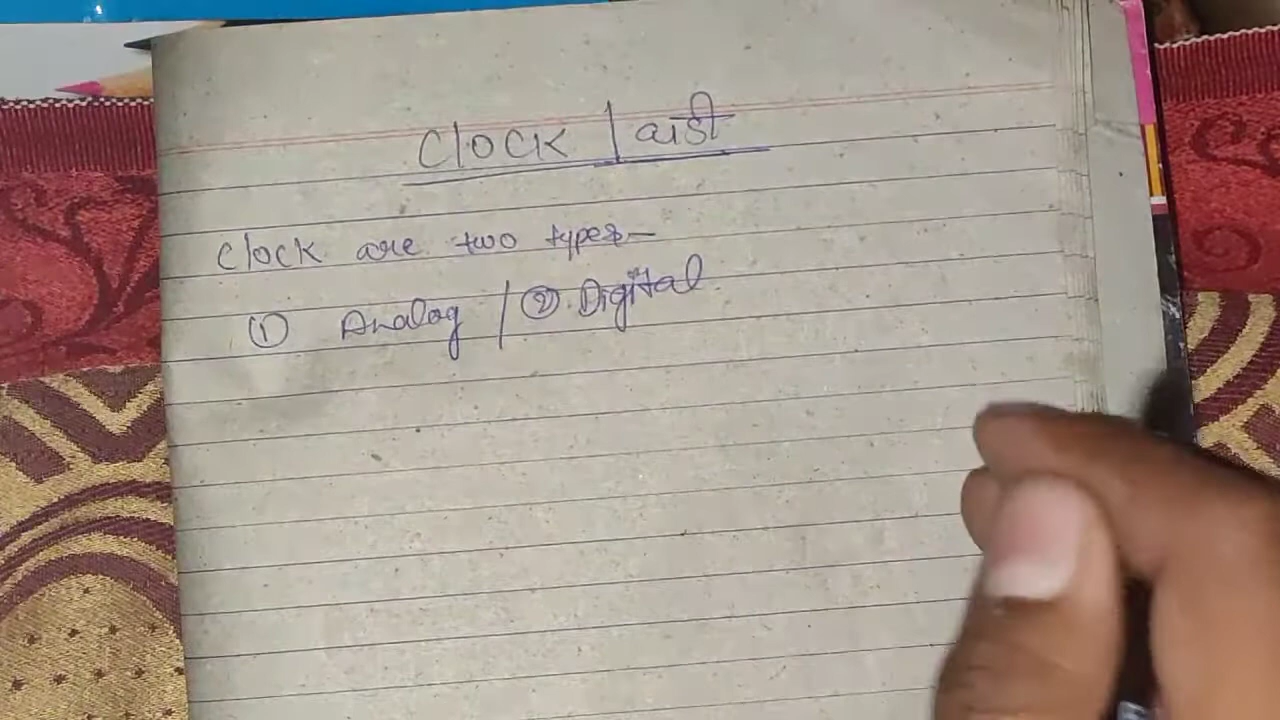 Clock | घडी
Clock are two types-
① Analog / ② Digital